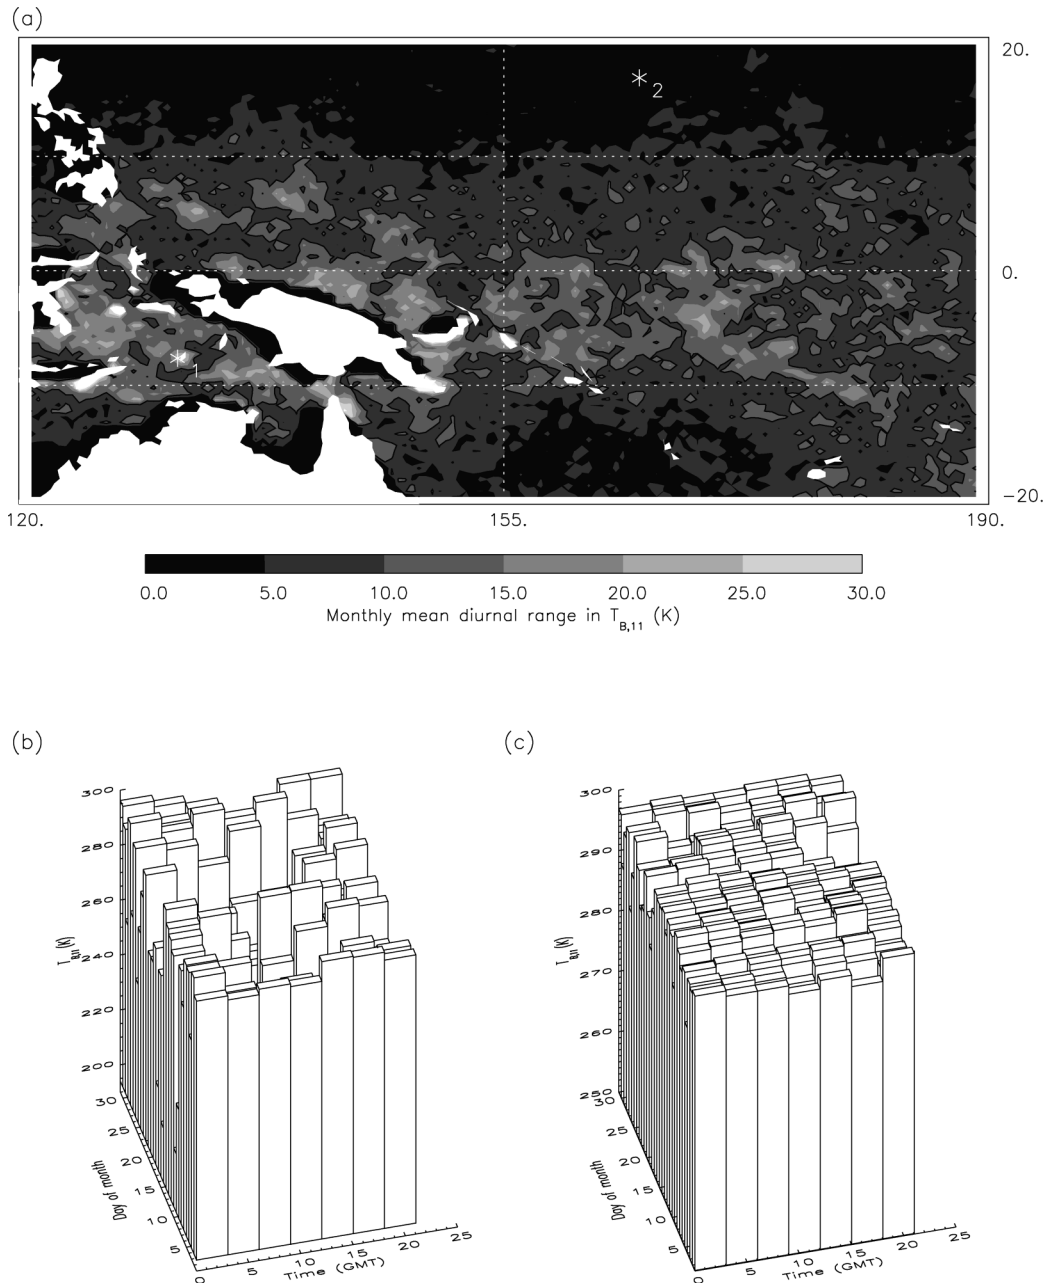 (a)
20.
*2
0.
*1
-20.
120. 155. 190.
0.0 5.0 10.0 15.0 20.0 25.0 30.0
Monthly mean diurnal range in T_B,11 (K)
(b)
300
280
260
240
220
200
T_B,11 (K)
30
25
20
15
10
5
Day of month
0 5 10 15 20 25
Time (GMT)
(c)
300
290
280
270
260
250
T_B,11 (K)
30
25
20
15
10
5
Day of month
0 5 10 15 20 25
Time (GMT)